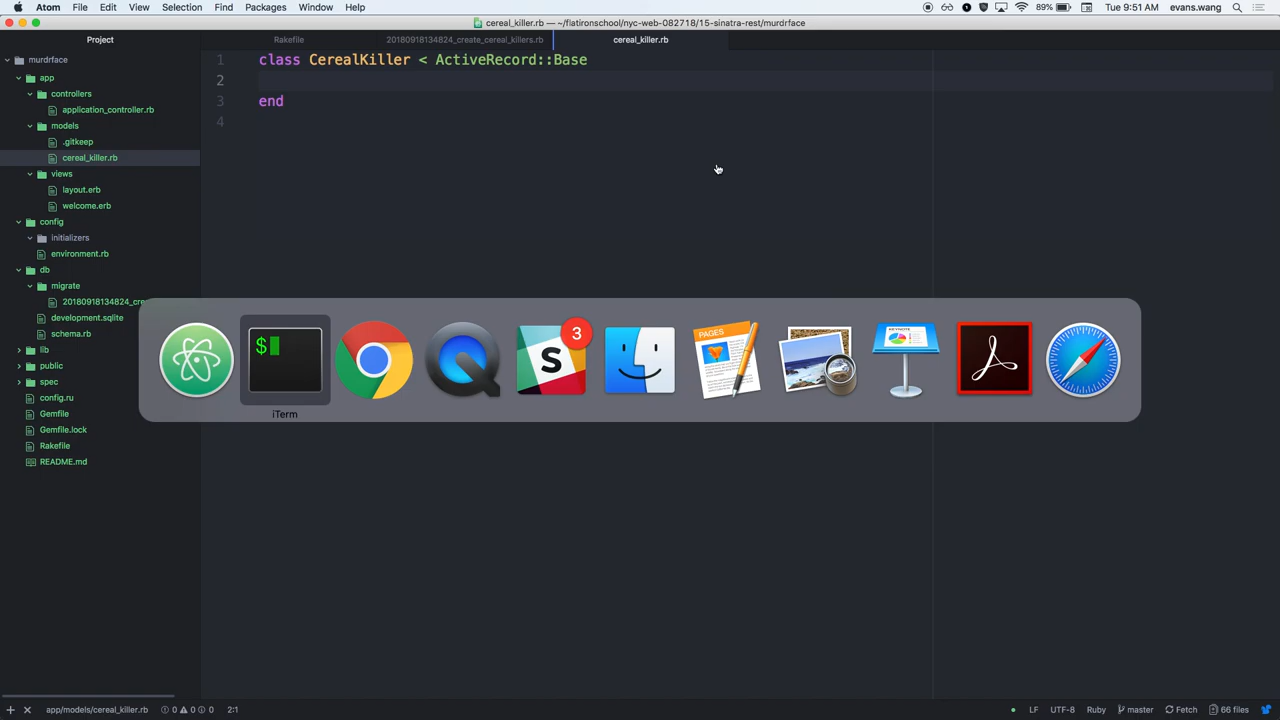 Atom File Edit View Selection Find Packages Window Help 89% Tue 9:51 AM evans.wang
cereal_killer.rb — ~/flatironschool/nyc-web-082718/15-sinatra-rest/murdrface
Project
Rakefile 20180918134824_create_cereal_killers.rb cereal_killer.rb
murdrface
app
controllers
application_controller.rb
models
.gitkeep
cereal_killer.rb
views
layout.erb
welcome.erb
config
initializers
environment.rb
db
migrate
20180918134824_cre
development.sqlite
schema.rb
lib
public
spec
config.ru
Gemfile
Gemfile.lock
Rakefile
README.md
1 class CerealKiller < ActiveRecord::Base
2
3 end
4
$
S
3
PAGES
iTerm
app/models/cereal_killer.rb 0 0 0 2:1 LF UTF-8 Ruby master Fetch 66 files